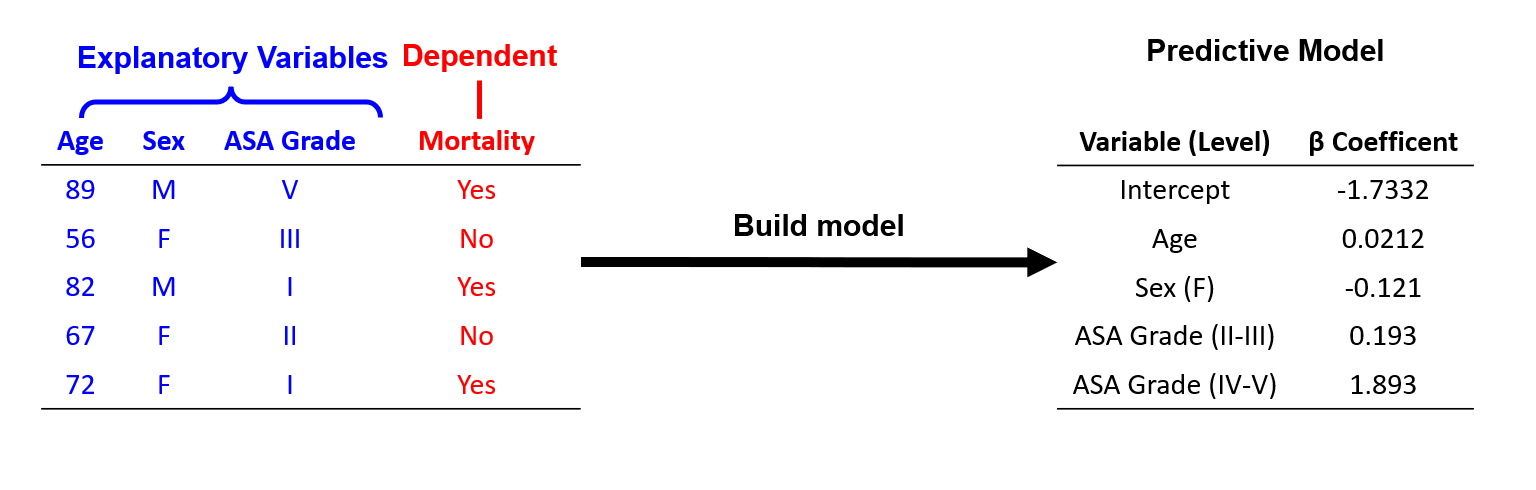 Explanatory Variables Dependent
Age Sex ASA Grade Mortality
89 M V Yes
56 F III No
82 M I Yes
67 F II No
72 F I Yes
Build model
Predictive Model
Variable (Level) β Coefficent
Intercept -1.7332
Age 0.0212
Sex (F) -0.121
ASA Grade (II-III) 0.193
ASA Grade (IV-V) 1.893